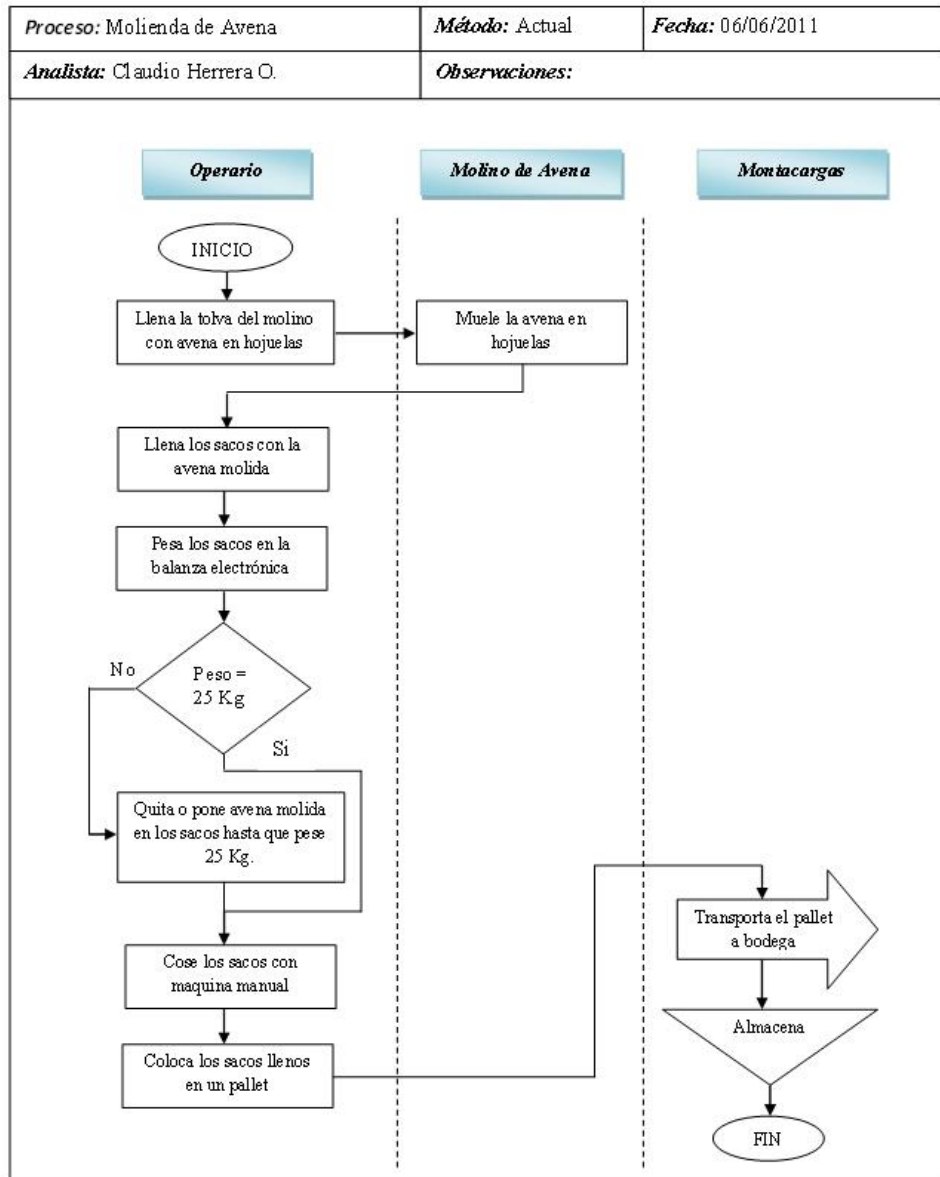 Proceso: Molienda de Avena
Método: Actual
Fecha: 06/06/2011
Analista: Claudio Herrera O.
Observaciones:
Operario
Molino de Avena
Montacargas
INICIO
Llena la tolva del molino
con avena en hojuelas
Muele la avena en
hojuelas
Llena los sacos con la
avena molida
Pesa los sacos en la
balanza electrónica
No
Peso =
25 Kg
Si
Quita o pone avena molida
en los sacos hasta que pese
25 Kg.
Cose los sacos con
maquina manual
Coloca los sacos llenos
en un pallet
Transporta el pallet
a bodega
Almacena
FIN